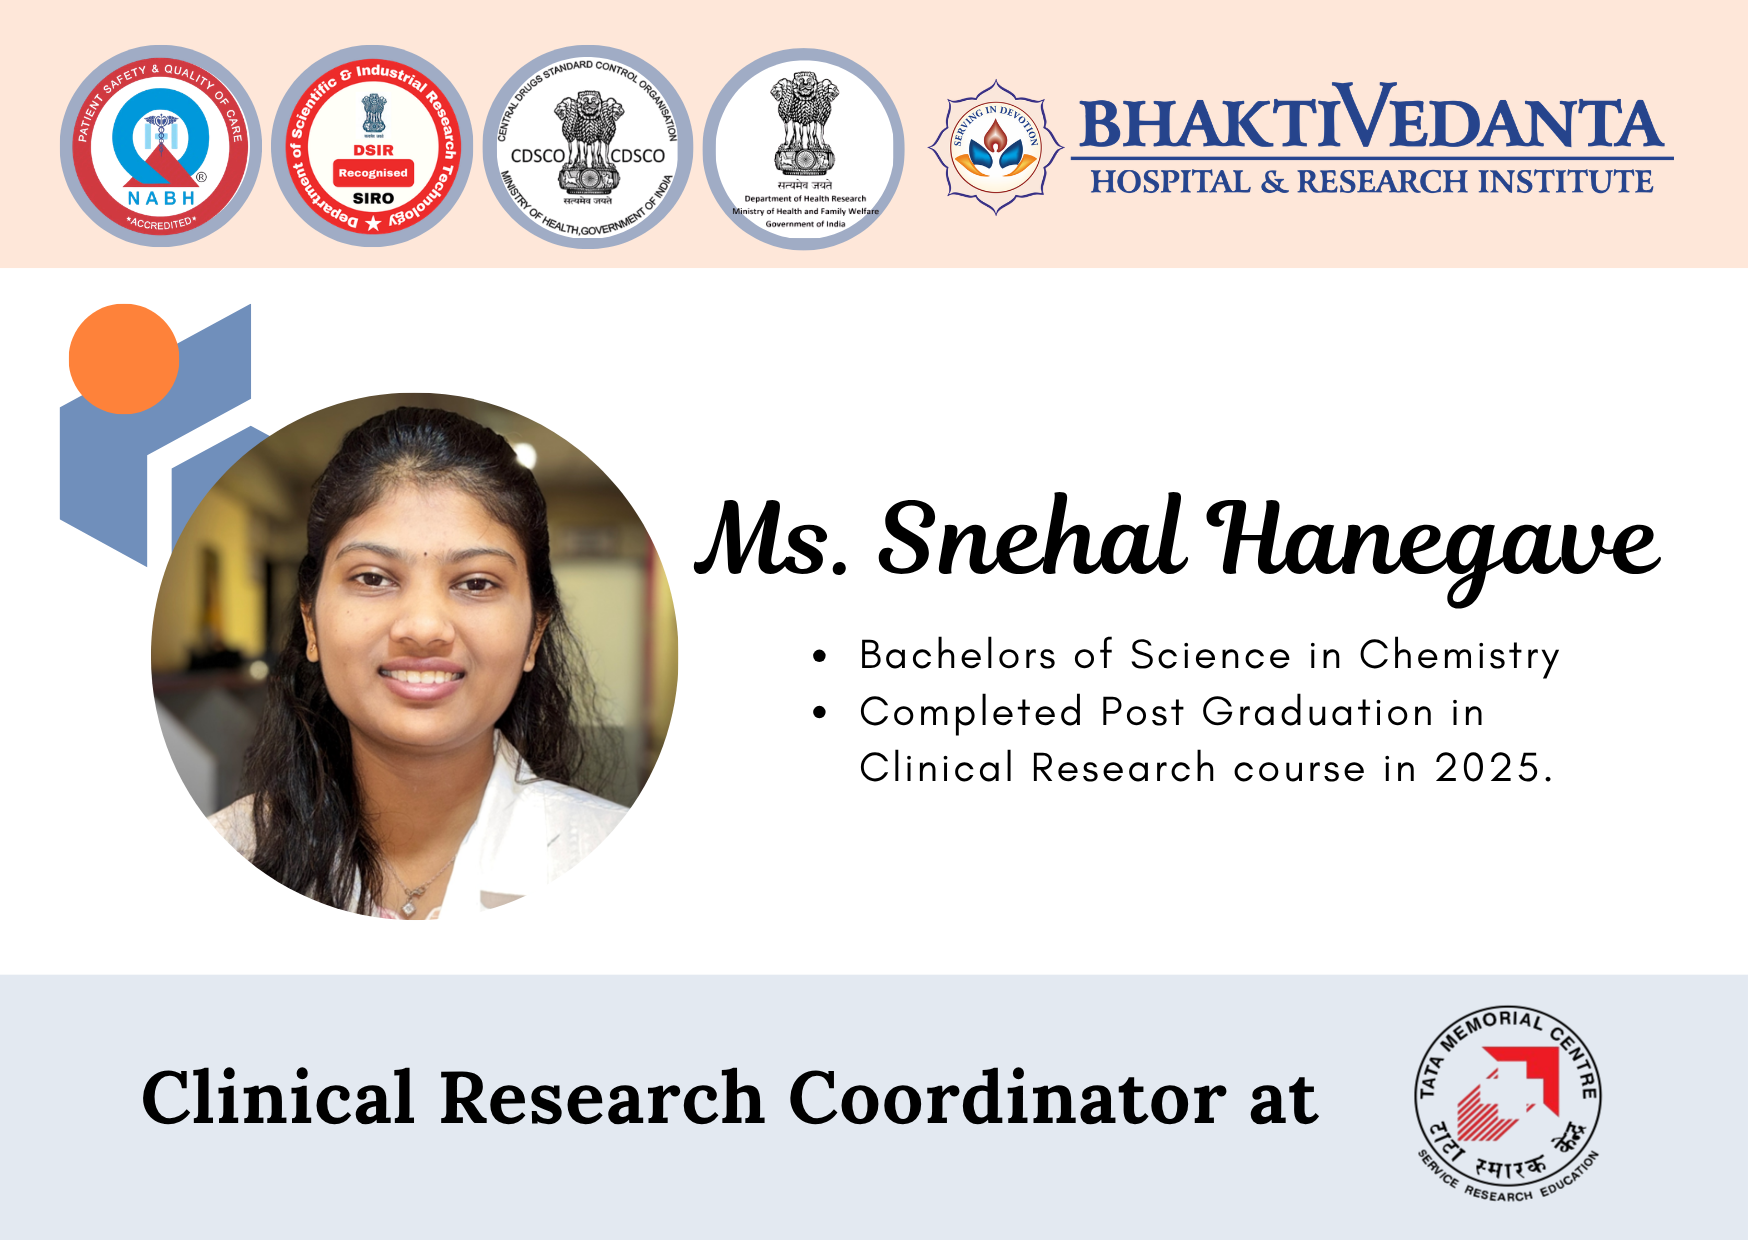 PATIENT SAFETY & QUALITY OF CARE
®
NABH
*ACCREDITED*
Department of Scientific & Industrial Research Technology ★
सत्यमेव जयते
DSIR
Recognised
SIRO
CENTRAL DRUGS STANDARD CONTROL ORGANISATION
CDSCO CDSCO
सत्यमेव जयते
MINISTRY OF HEALTH,GOVERNMENT OF INDIA
सत्यमेव जयते
Department of Health Research
Ministry of Health and Family Welfare
Government of India
SERVING IN DEVOTION
BHAKTIVEDANTA
HOSPITAL & RESEARCH INSTITUTE
Ms. Snehal Hanegave
• Bachelors of Science in Chemistry
• Completed Post Graduation in
Clinical Research course in 2025.
Clinical Research Coordinator at
TATA MEMORIAL CENTRE
टाटा स्मारक केन्द्र
SERVICE RESEARCH EDUCATION